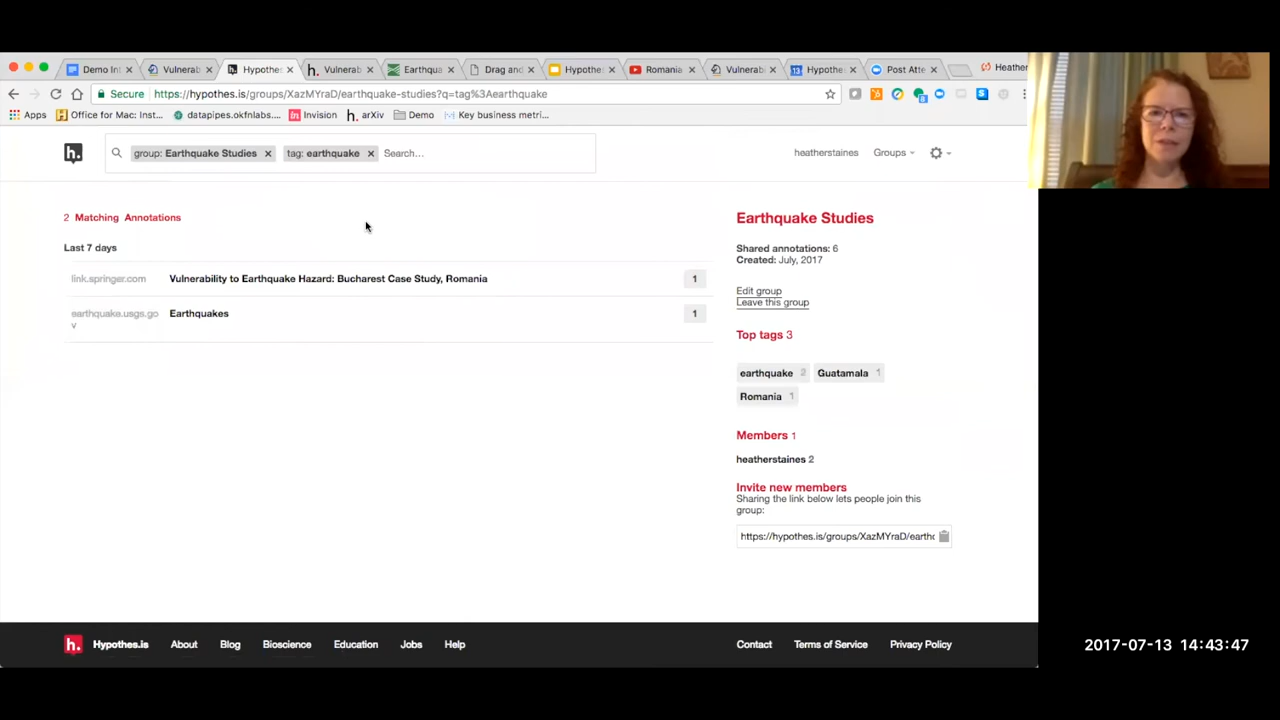 Demo Int
Vulnerabi
Hypothes
Vulnerabi
Earthqua
Drag and
Hypothe
Romania
Vulnerabi
Hypothe
Post Atte
Heather
Secure https://hypothes.is/groups/XazMYraD/earthquake-studies?q=tag%3Aearthquake
Apps Office for Mac: Inst... datapipes.okfnlabs.... Invision arXiv Demo Key business metri...
h. group: Earthquake Studies tag: earthquake Search... heatherstaines Groups
2 Matching Annotations
Last 7 days
link.springer.com Vulnerability to Earthquake Hazard: Bucharest Case Study, Romania 1
earthquake.usgs.go
v
Earthquakes 1
Earthquake Studies
Shared annotations: 6
Created: July, 2017
Edit group
Leave this group
Top tags 3
earthquake 2 Guatamala 1
Romania 1
Members 1
heatherstaines 2
Invite new members
Sharing the link below lets people join this
group:
https://hypothes.is/groups/XazMYraD/earthq
h. Hypothes.is About Blog Bioscience Education Jobs Help Contact Terms of Service Privacy Policy
2017-07-13 14:43:47